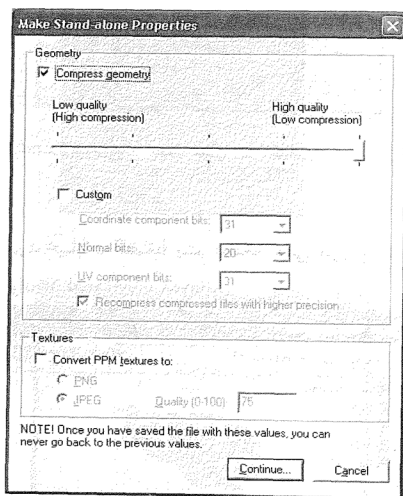 Make Stand-alone Properties
Geometry
Compress geometry
Low quality
(High compression)
High quality
(Low compression)
Custom
Coordinate component bits: 31
Normal bits: 20
UV component bits: 31
Recompress compressed files with higher precision
Textures
Convert PPM textures to:
PNG
JPEG Quality (0-100) 75
NOTE! Once you have saved the file with these values, you can
never go back to the previous values.
Continue... Cancel